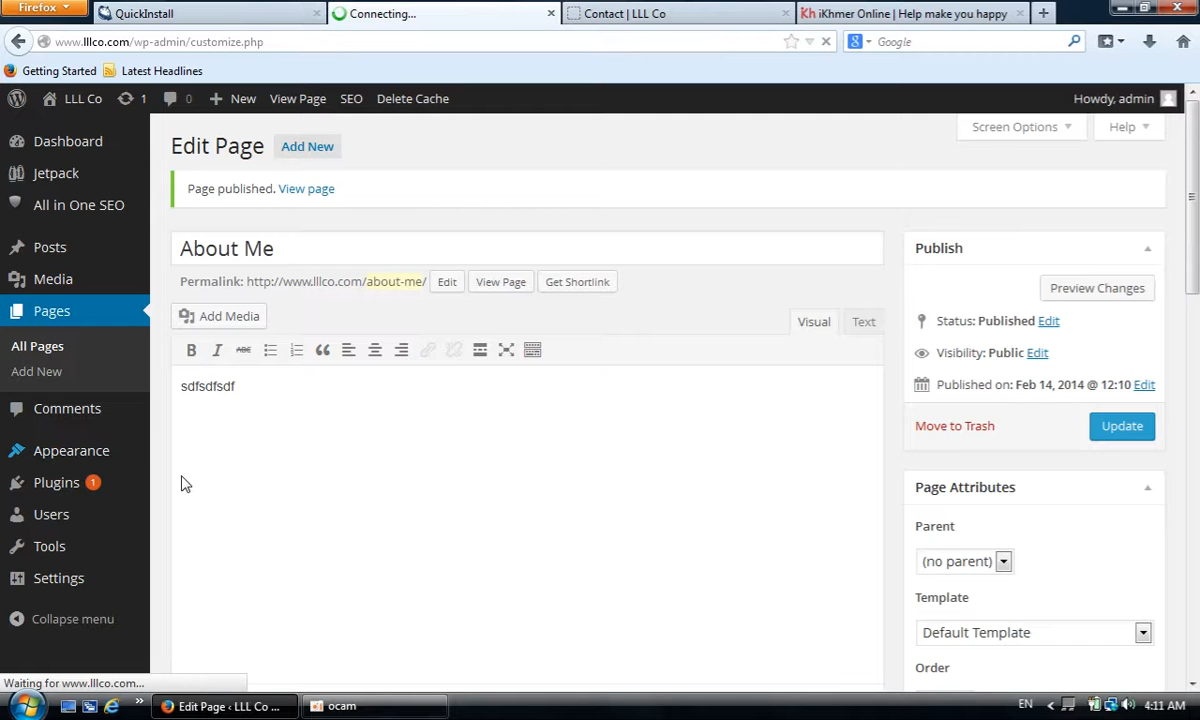 Firefox
QuickInstall
Connecting...
Contact | LLL Co
Kh iKhmer Online | Help make you happy
www.lllco.com/wp-admin/customize.php
Google
Getting Started
Latest Headlines
LLL Co
1
0
New
View Page
SEO
Delete Cache
Howdy, admin
Dashboard
Jetpack
All in One SEO
Posts
Media
Pages
All Pages
Add New
Comments
Appearance
Plugins 1
Users
Tools
Settings
Collapse menu
Edit Page
Add New
Screen Options
Help
Page published. View page
About Me
Permalink: http://www.lllco.com/about-me/
Edit
View Page
Get Shortlink
Add Media
Visual
Text
B I ABC
sdfsdfsdf
Publish
Preview Changes
Status: Published Edit
Visibility: Public Edit
Published on: Feb 14, 2014 @ 12:10 Edit
Move to Trash
Update
Page Attributes
Parent
(no parent)
Template
Default Template
Order
Waiting for www.lllco.com...
Edit Page ‹ LLL Co ...
ocam
EN
4:11 AM